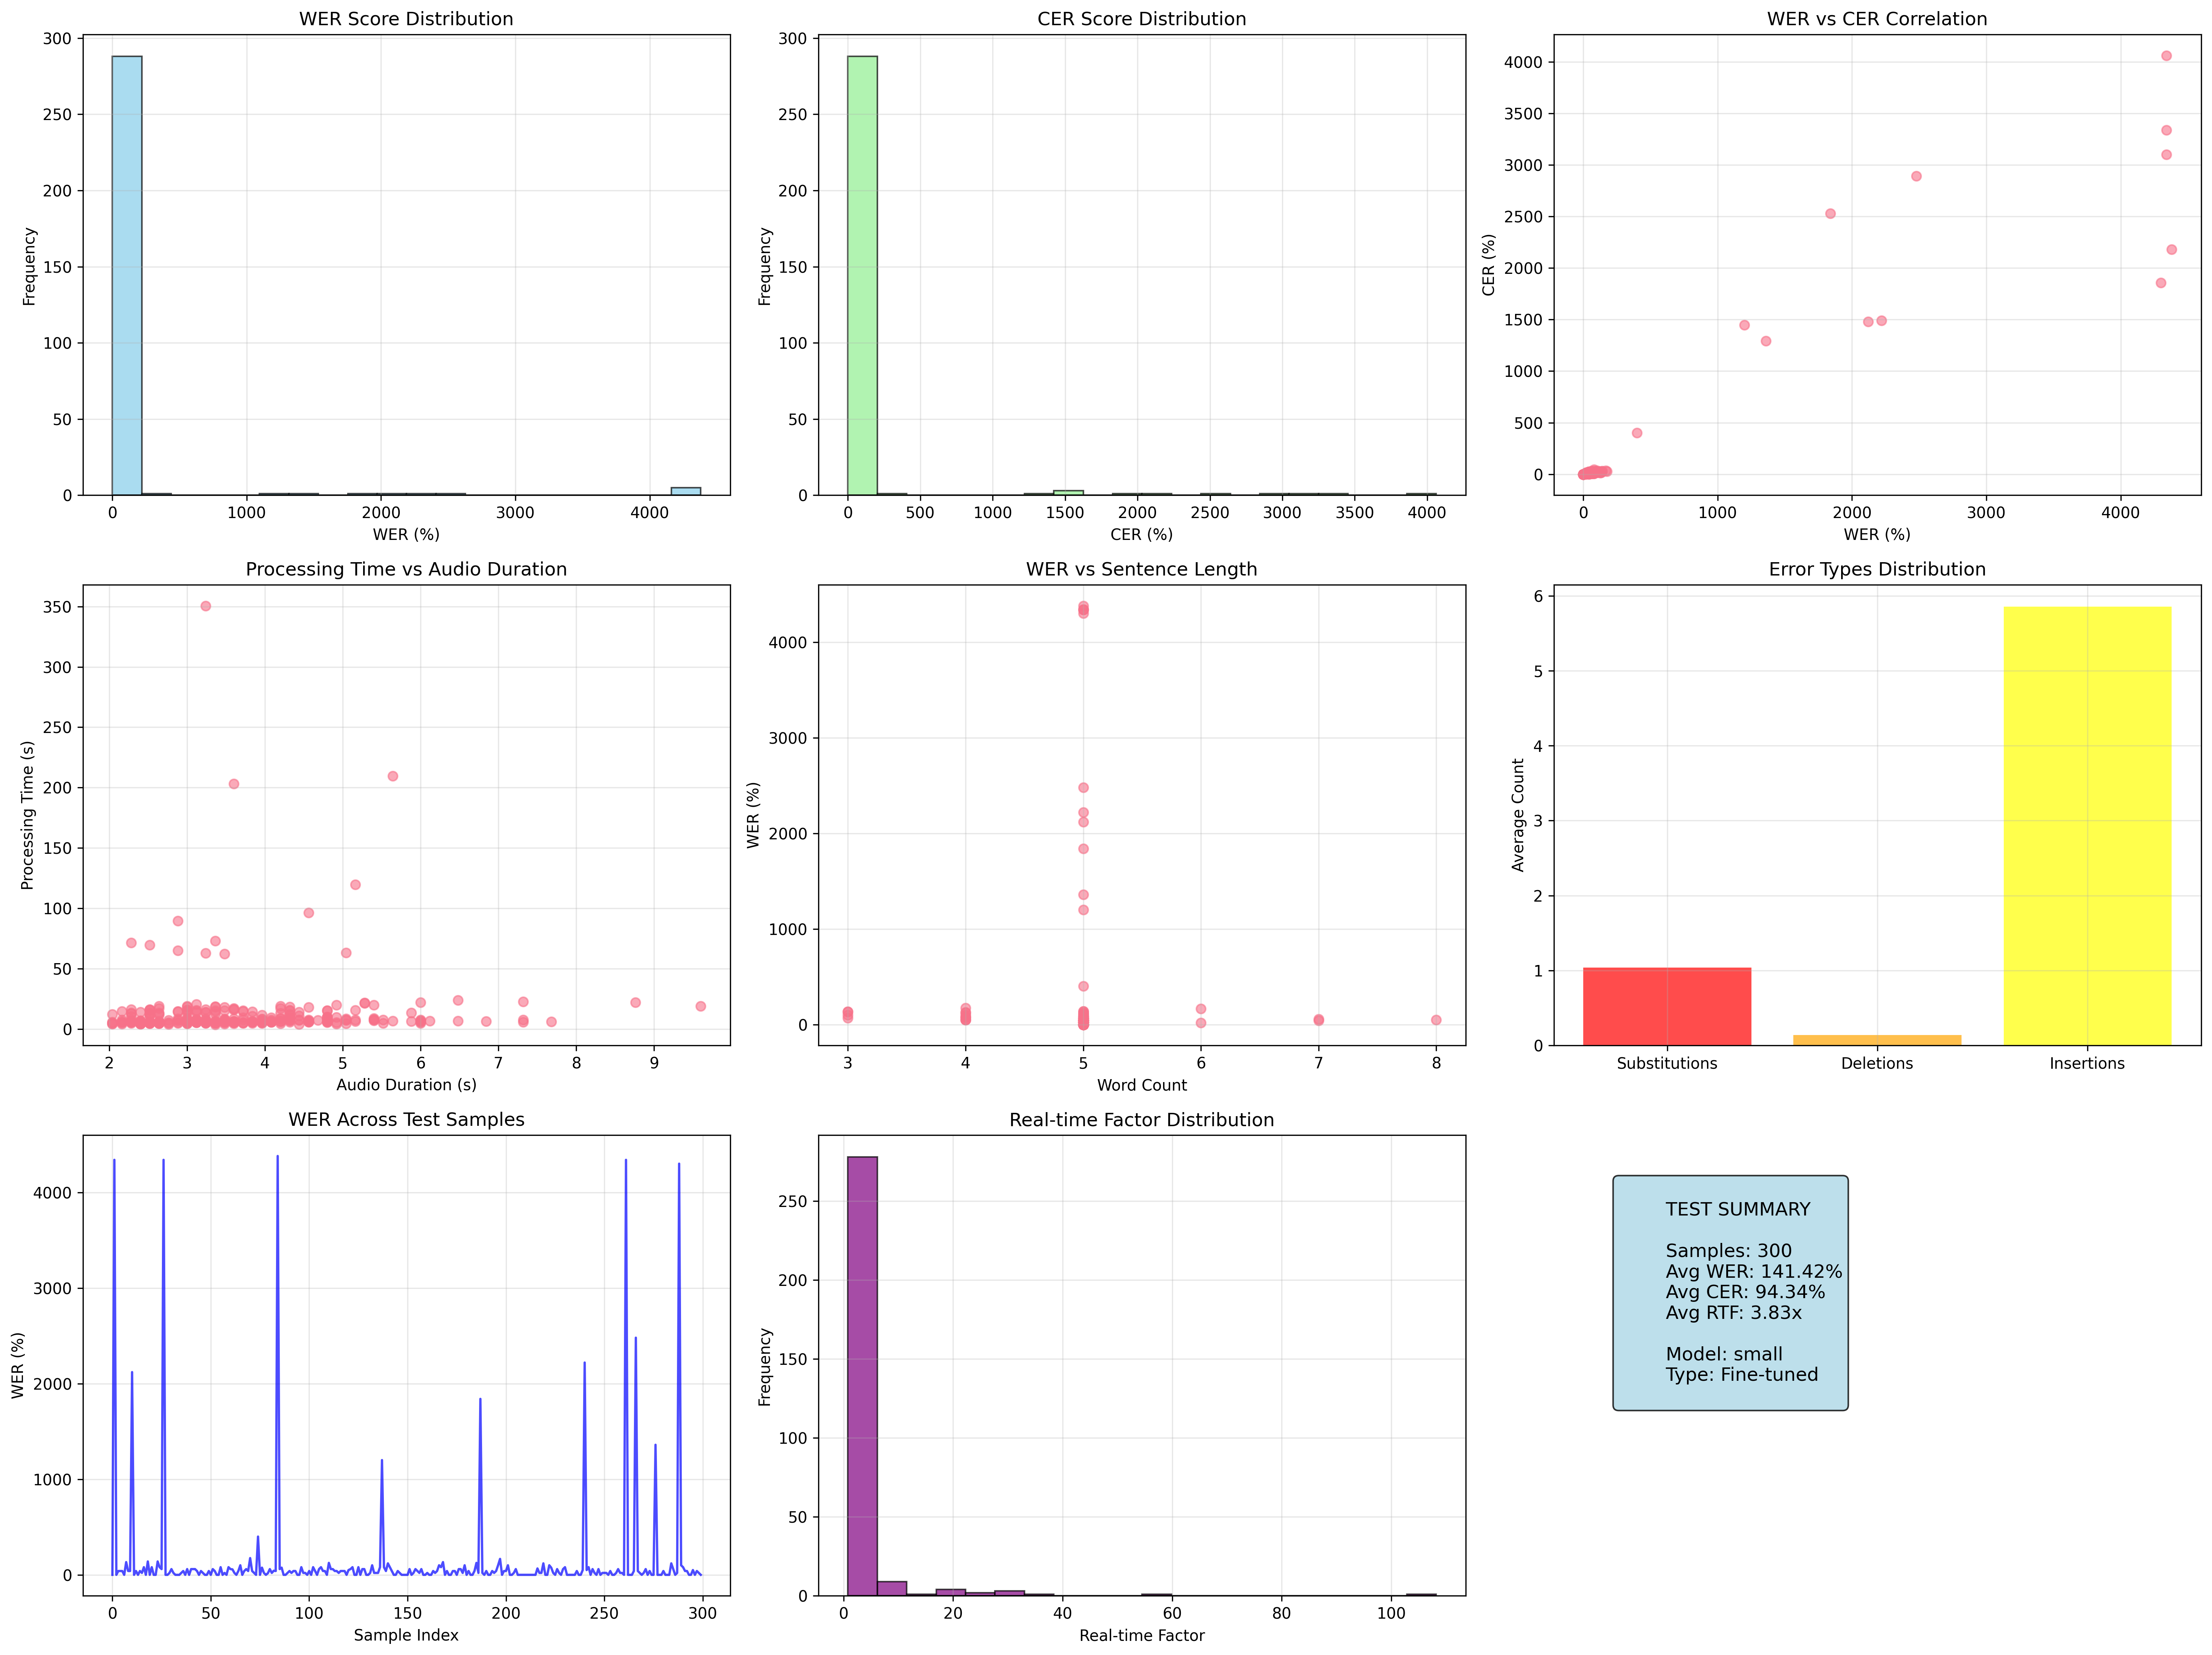 WER Score Distribution
300
250
200
150
100
50
0
Frequency
0 1000 2000 3000 4000
WER (%)
CER Score Distribution
300
250
200
150
100
50
0
Frequency
0 500 1000 1500 2000 2500 3000 3500 4000
CER (%)
WER vs CER Correlation
4000
3500
3000
2500
2000
1500
1000
500
0
CER (%)
0 1000 2000 3000 4000
WER (%)
Processing Time vs Audio Duration
350
300
250
200
150
100
50
0
Processing Time (s)
2 3 4 5 6 7 8 9
Audio Duration (s)
WER vs Sentence Length
4000
3000
2000
1000
0
WER (%)
3 4 5 6 7 8
Word Count
Error Types Distribution
6
5
4
3
2
1
0
Average Count
Substitutions Deletions Insertions
WER Across Test Samples
4000
3000
2000
1000
0
WER (%)
0 50 100 150 200 250 300
Sample Index
Real-time Factor Distribution
250
200
150
100
50
0
Frequency
0 20 40 60 80 100
Real-time Factor
TEST SUMMARY
Samples: 300
Avg WER: 141.42%
Avg CER: 94.34%
Avg RTF: 3.83x
Model: small
Type: Fine-tuned